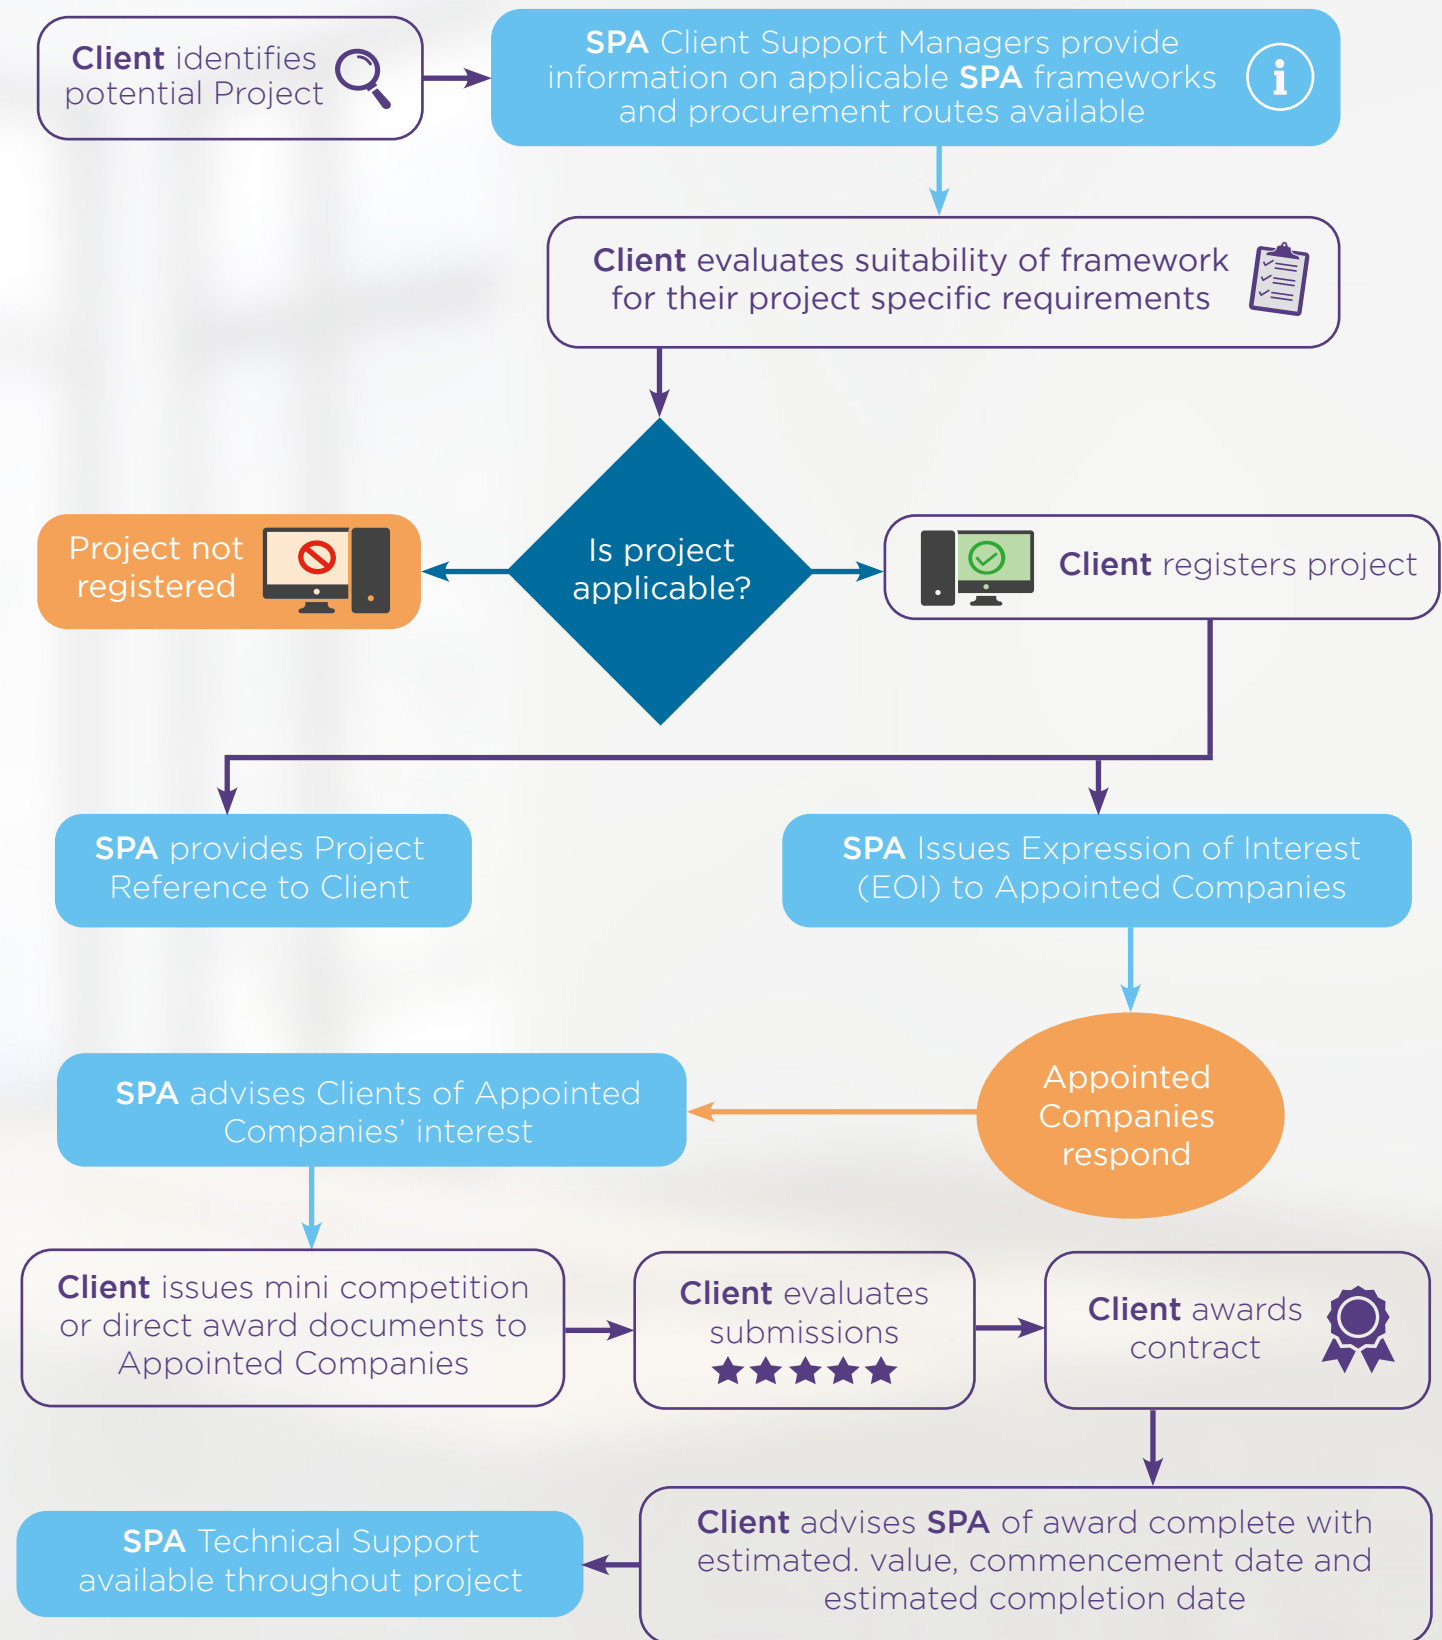 Client identifies
potential Project
SPA Client Support Managers provide
information on applicable SPA frameworks
and procurement routes available
i
Client evaluates suitability of framework
for their project specific requirements
Is project
applicable?
Project not
registered
Client registers project
SPA provides Project
Reference to Client
SPA Issues Expression of Interest
(EOI) to Appointed Companies
Appointed
Companies
respond
SPA advises Clients of Appointed
Companies’ interest
Client issues mini competition
or direct award documents to
Appointed Companies
Client evaluates
submissions
Client awards
contract
Client advises SPA of award complete with
estimated. value, commencement date and
estimated completion date
SPA Technical Support
available throughout project